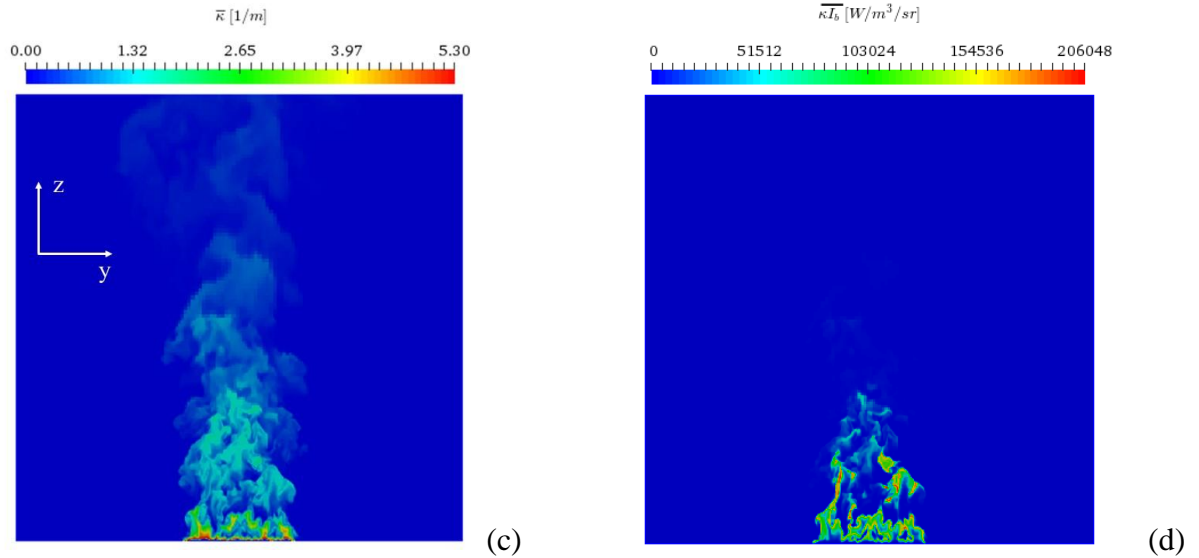 κ̅ [1/m]
0.00 1.32 2.65 3.97 5.30
z
y
(c)
κI̅_b [W/m³/sr]
0 51512 103024 154536 206048
(d)